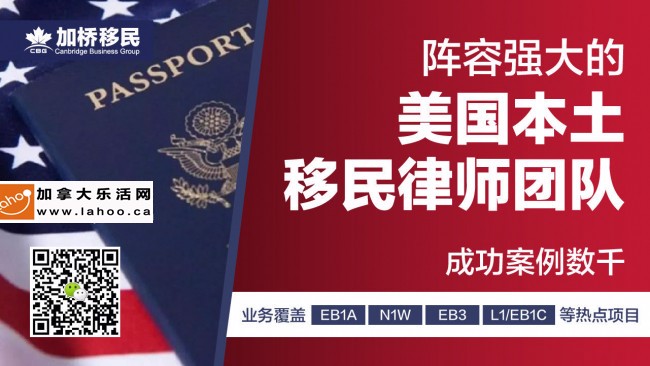 加桥移民
CBG Canbridge Business Group
PASSPORT
阵容强大的
美国本土
移民律师团队
lahoo
加拿大乐活网
www.lahoo.ca
成功案例数千
业务覆盖 EB1A N1W EB3 L1/EB1C 等热点项目